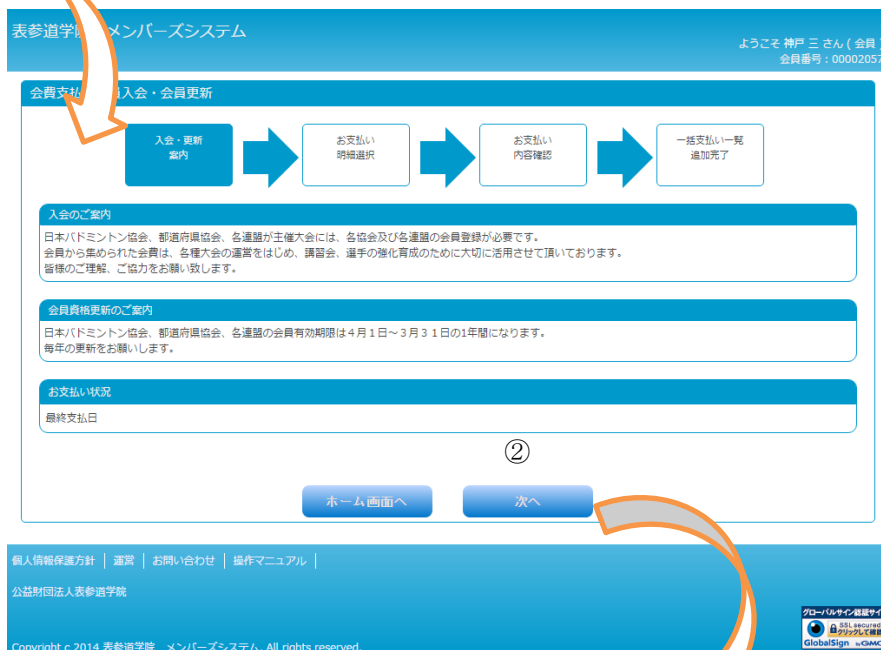 表参道学院 メンバーズシステム
ようこそ 神戸 三 さん ( 会員 )
会員番号:00002057
会費支払 員入会・会員更新
入会・更新
案内
お支払い
明細選択
お支払い
内容確認
一括支払い一覧
追加完了
入会のご案内
日本バドミントン協会、都道府県協会、各連盟が主催大会には、各協会及び各連盟の会員登録が必要です。
会員から集められた会費は、各種大会の運営をはじめ、講習会、選手の強化育成のために大切に活用させて頂いております。
皆様のご理解、ご協力をお願い致します。
会員資格更新のご案内
日本バドミントン協会、都道府県協会、各連盟の会員有効期限は4月1日~3月31日の1年間になります。
毎年の更新をお願いします。
お支払い状況
最終支払日
②
ホーム画面へ
次へ
個人情報保護方針 | 運営 | お問い合わせ | 操作マニュアル |
公益財団法人表参道学院
グローバルサイン認証サイ
SSL secured
クリックして確認
GlobalSign by GMO
Copyright c 2014 表参道学院 メンバーズシステム. All rights reserved.